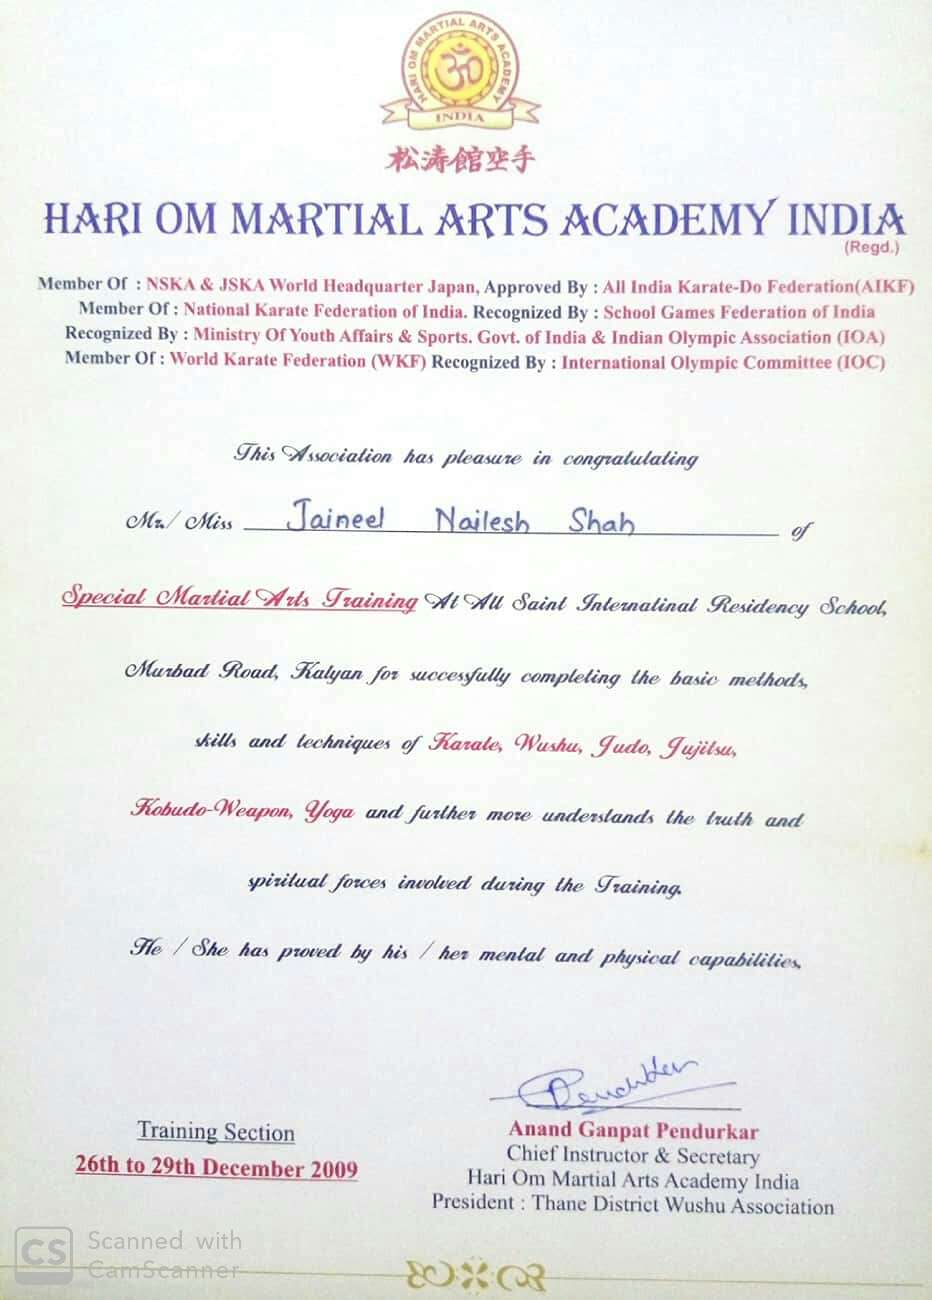 HARI OM MARTIAL ARTS ACADEMY
INDIA
松涛館空手
HARI OM MARTIAL ARTS ACADEMY INDIA
(Regd.)
Member Of : NSKA & JSKA World Headquarter Japan, Approved By : All India Karate-Do Federation(AIKF)
Member Of : National Karate Federation of India. Recognized By : School Games Federation of India
Recognized By : Ministry Of Youth Affairs & Sports. Govt. of India & Indian Olympic Association (IOA)
Member Of : World Karate Federation (WKF) Recognized By : International Olympic Committee (IOC)
This Association has pleasure in congratulating
Mr./ Miss Jaineel Nailesh Shah of
Special Martial Arts Training At All Saint Internatinal Residency School,
Murbad Road, Kalyan for successfully completing the basic methods,
skills and techniques of Karate, Wushu, Judo, Jujitsu,
Kobudo-Weapon, Yoga and further more understands the truth and
spiritual forces involved during the Training.
He / She has proved by his / her mental and physical capabilities.
Pendurkar
Training Section
26th to 29th December 2009
Anand Ganpat Pendurkar
Chief Instructor & Secretary
Hari Om Martial Arts Academy India
President : Thane District Wushu Association
CS Scanned with
CamScanner